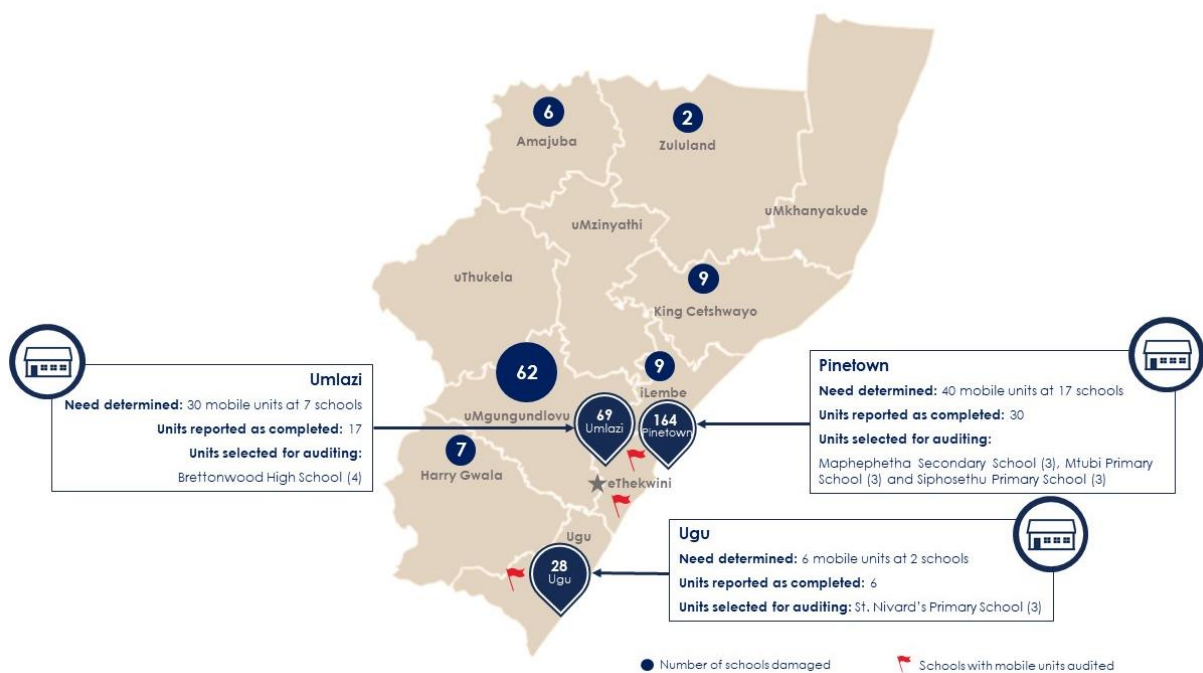 6
Amajuba
2
Zululand
uMkhanyakude
uMzinyathi
uThukela
9
King Cetshwayo
62
uMgungundlovu
9
iLembe
69
Umlazi
164
Pinetown
7
Harry Gwala
eThekwini
Ugu
28
Ugu
Umlazi
Need determined: 30 mobile units at 7 schools
Units reported as completed: 17
Units selected for auditing:
Brettonwood High School (4)
Pinetown
Need determined: 40 mobile units at 17 schools
Units reported as completed: 30
Units selected for auditing:
Maphephetha Secondary School (3), Mtubi Primary
School (3) and Siphosethu Primary School (3)
Ugu
Need determined: 6 mobile units at 2 schools
Units reported as completed: 6
Units selected for auditing: St. Nivard's Primary School (3)
Number of schools damaged
Schools with mobile units audited